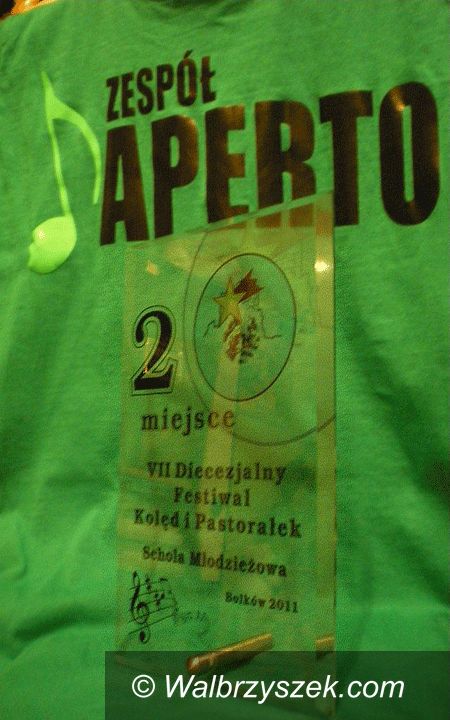 ZESPÓŁ
APERTO
2
miejsce
VII Diecezjalny
Festiwal
Kolęd i Pastorałek
Schola Młodzieżowa
Bolków 2011
© Walbrzyszek.com